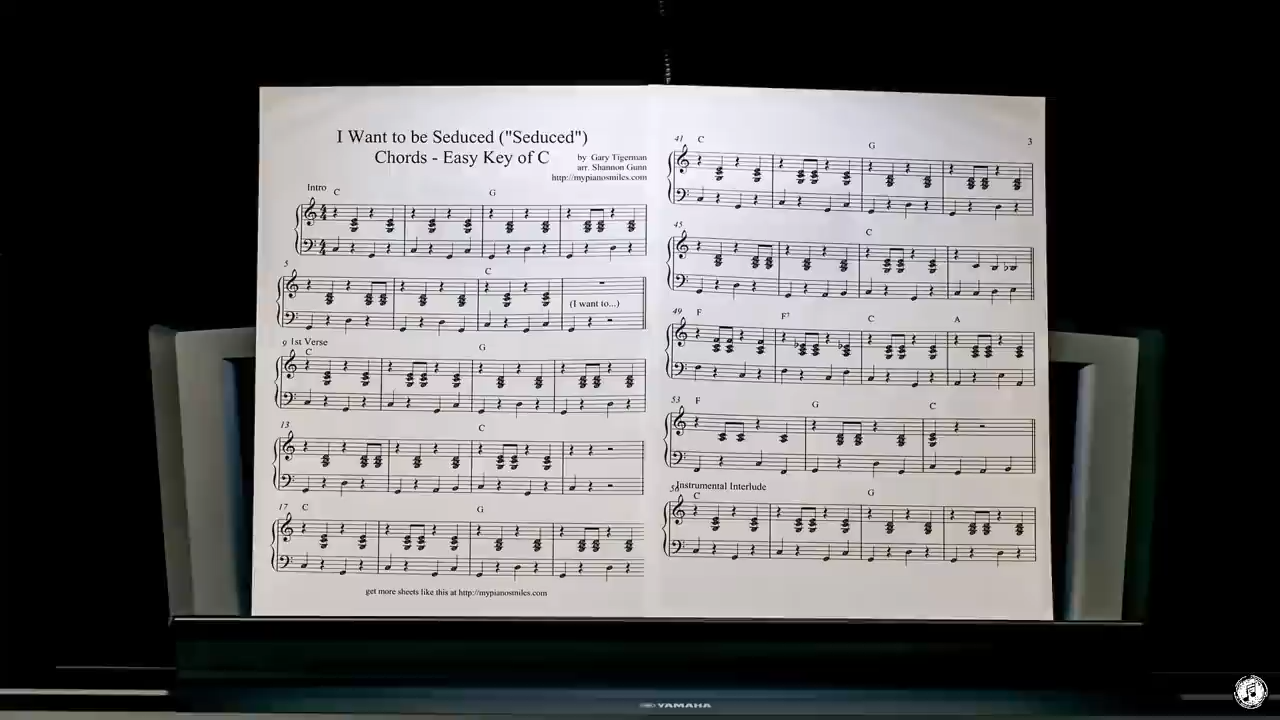 I Want to be Seduced ("Seduced")
Chords - Easy Key of C
by Gary Tigerman
arr. Shannon Gunn
http://mypianosmiles.com
Intro
C G
5 C
(I want to...)
9 1st Verse
C G
13 C
17 C G
get more sheets like this at http://mypianosmiles.com
3
41 C G
45 C
49 F F7 C A
53 F G C
Instrumental Interlude
C G
YAMAHA